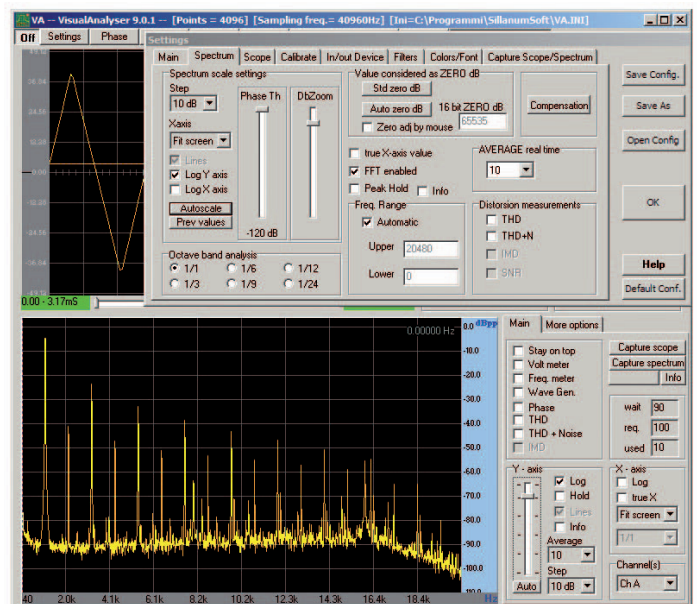 VA -- VisualAnalyser 9.0.1 -- [Points = 4096] [Sampling freq.= 40960Hz] [Ini=C:\Programmi\SillanumSoft\VA.INI]
Off Settings Phase
Settings
Main Spectrum Scope Calibrate In/out Device Filters Colors/Font Capture Scope/Spectrum
Spectrum scale settings
Step
10 dB
Xaxis
Fit screen
Lines
Log Y axis
Log X axis
Autoscale
Prev values
Phase Th
-120 dB
DbZoom
Octave band analysis
1/1 1/6 1/12
1/3 1/9 1/24
Value considered as ZERO dB
Std zero dB
Auto zero dB
16 bit ZERO dB
65535
Zero adj by mouse
Compensation
true X-axis value
FFT enabled
Peak Hold
Info
AVERAGE real time
10
Freq. Range
Automatic
Upper 20480
Lower 0
Distorsion measurements
THD
THD+N
IMD
SNR
Save Config.
Save As
Open Config
OK
Help
Default Conf.
0.00 - 3.17mS
0.00000 Hz
0.0 dBpp
-10.0
-20.0
-30.0
-40.0
-50.0
-60.0
-70.0
-80.0
-90.0
-100.0
40 2.0k 4.1k 6.1k 8.2k 10.2k 12.3k 14.3k 16.4k 18.4k Hz
Main More options
Stay on top
Volt meter
Freq. meter
Wave Gen.
Phase
THD
THD + Noise
IMD
Capture scope
Capture spectrum
Info
wait 90
req. 100
used 10
Y - axis
Log
Hold
Lines
Info
Average
10
Step
10 dB
Auto
X - axis
Log
true X
Fit screen
1/1
Channel(s)
Ch A